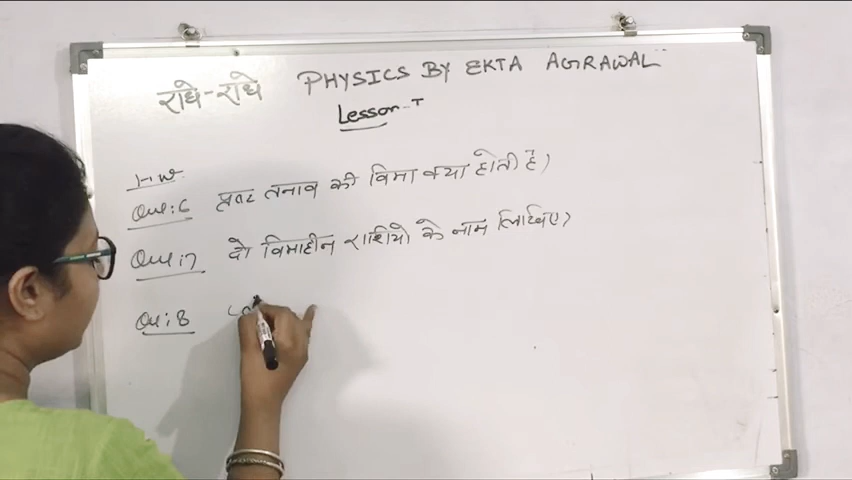 राधे-राधे PHYSICS BY EKTA AGRAWAL
Lesson-1
H.W.
Que:6 पृष्ठ तनाव की विमा क्या होती है)
Que:7 दो विमाहीन राशियो के नाम लिखिए?
Que:8